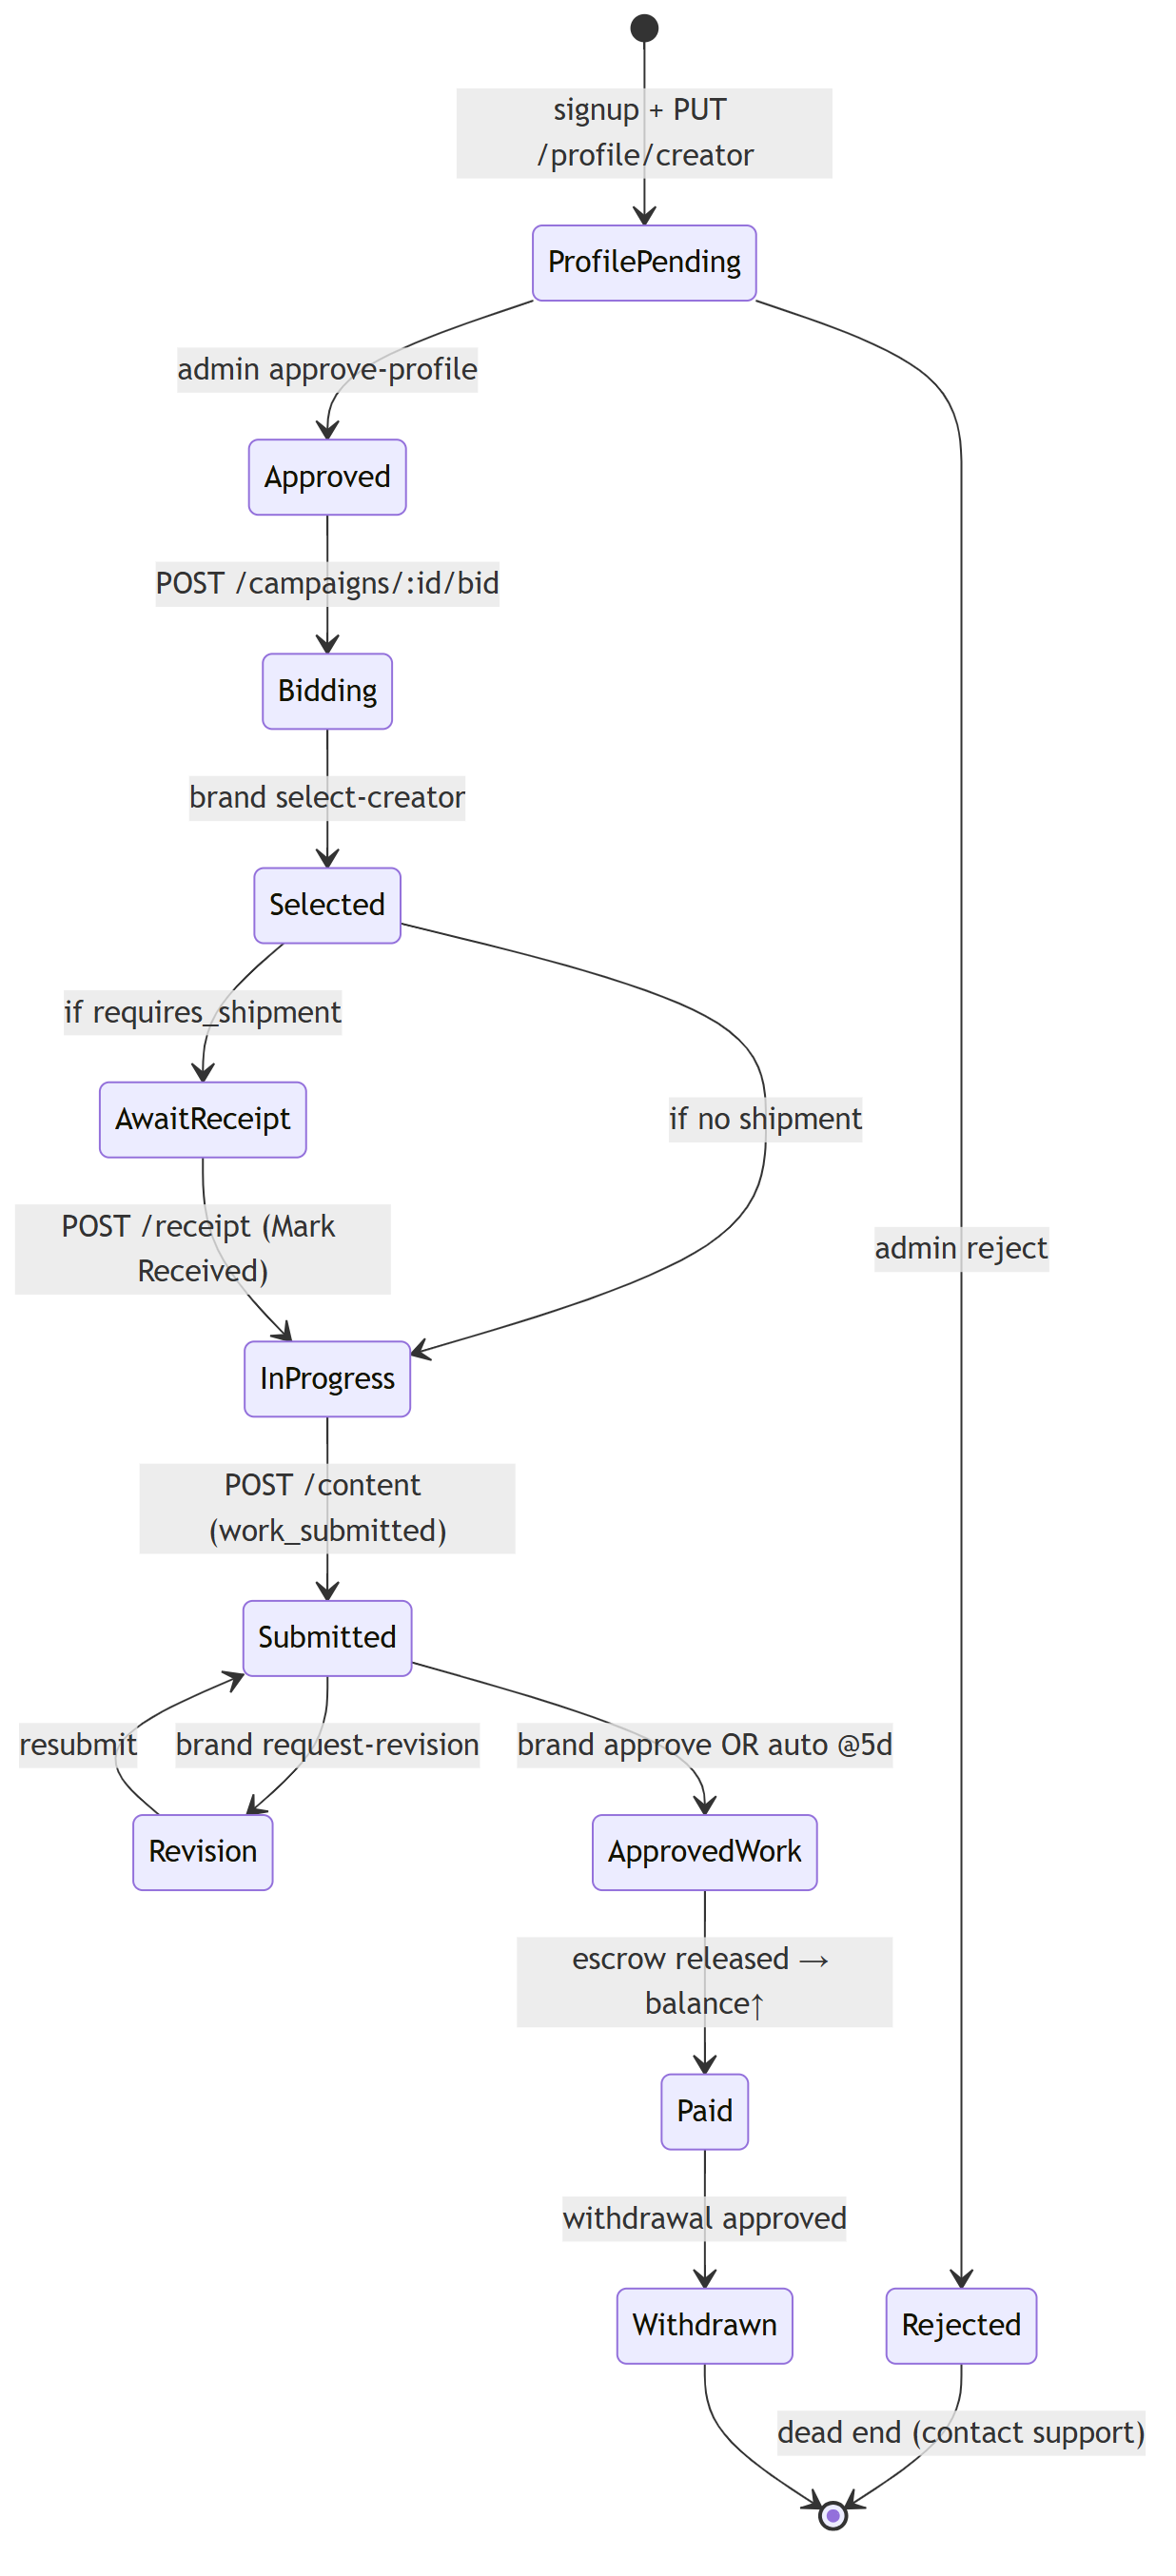 signup + PUT
/profile/creator
ProfilePending
admin approve-profile
Approved
POST /campaigns/:id/bid
Bidding
brand select-creator
Selected
if requires_shipment
AwaitReceipt
if no shipment
POST /receipt (Mark
Received)
admin reject
InProgress
POST /content
(work_submitted)
Submitted
resubmit
brand request-revision
brand approve OR auto @5d
Revision
ApprovedWork
escrow released →
balance↑
Paid
withdrawal approved
Withdrawn
Rejected
dead end (contact support)